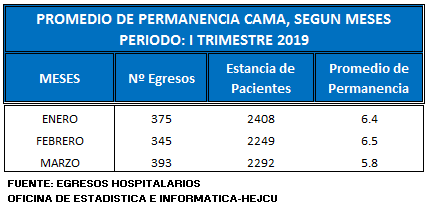 PROMEDIO DE PERMANENCIA CAMA, SEGUN MESES
PERIODO: I TRIMESTRE 2019
MESES Nº Egresos Estancia de Pacientes Promedio de Permanencia
ENERO 375 2408 6.4
FEBRERO 345 2249 6.5
MARZO 393 2292 5.8
FUENTE: EGRESOS HOSPITALARIOS
OFICINA DE ESTADISTICA E INFORMATICA-HEJCU